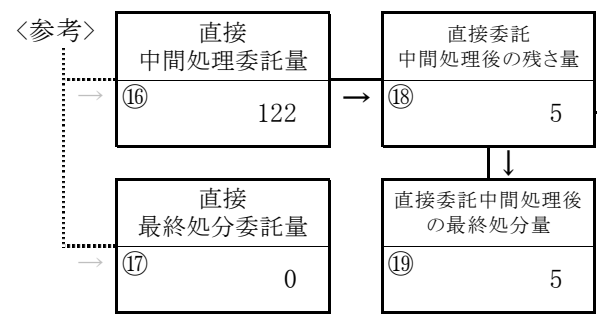 〈参考〉
直接
中間処理委託量
→
⑯
122
→
直接委託
中間処理後の残さ量
⑱
5
↓
直接
最終処分委託量
→
⑰
0
直接委託中間処理後
の最終処分量
⑲
5